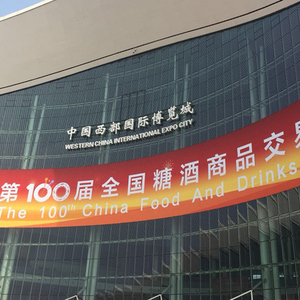 中国西部国际博览城
WESTERN CHINA INTERNATIONAL EXPO CITY
第100届全国糖酒商品交易
The 100th China Food And Drinks